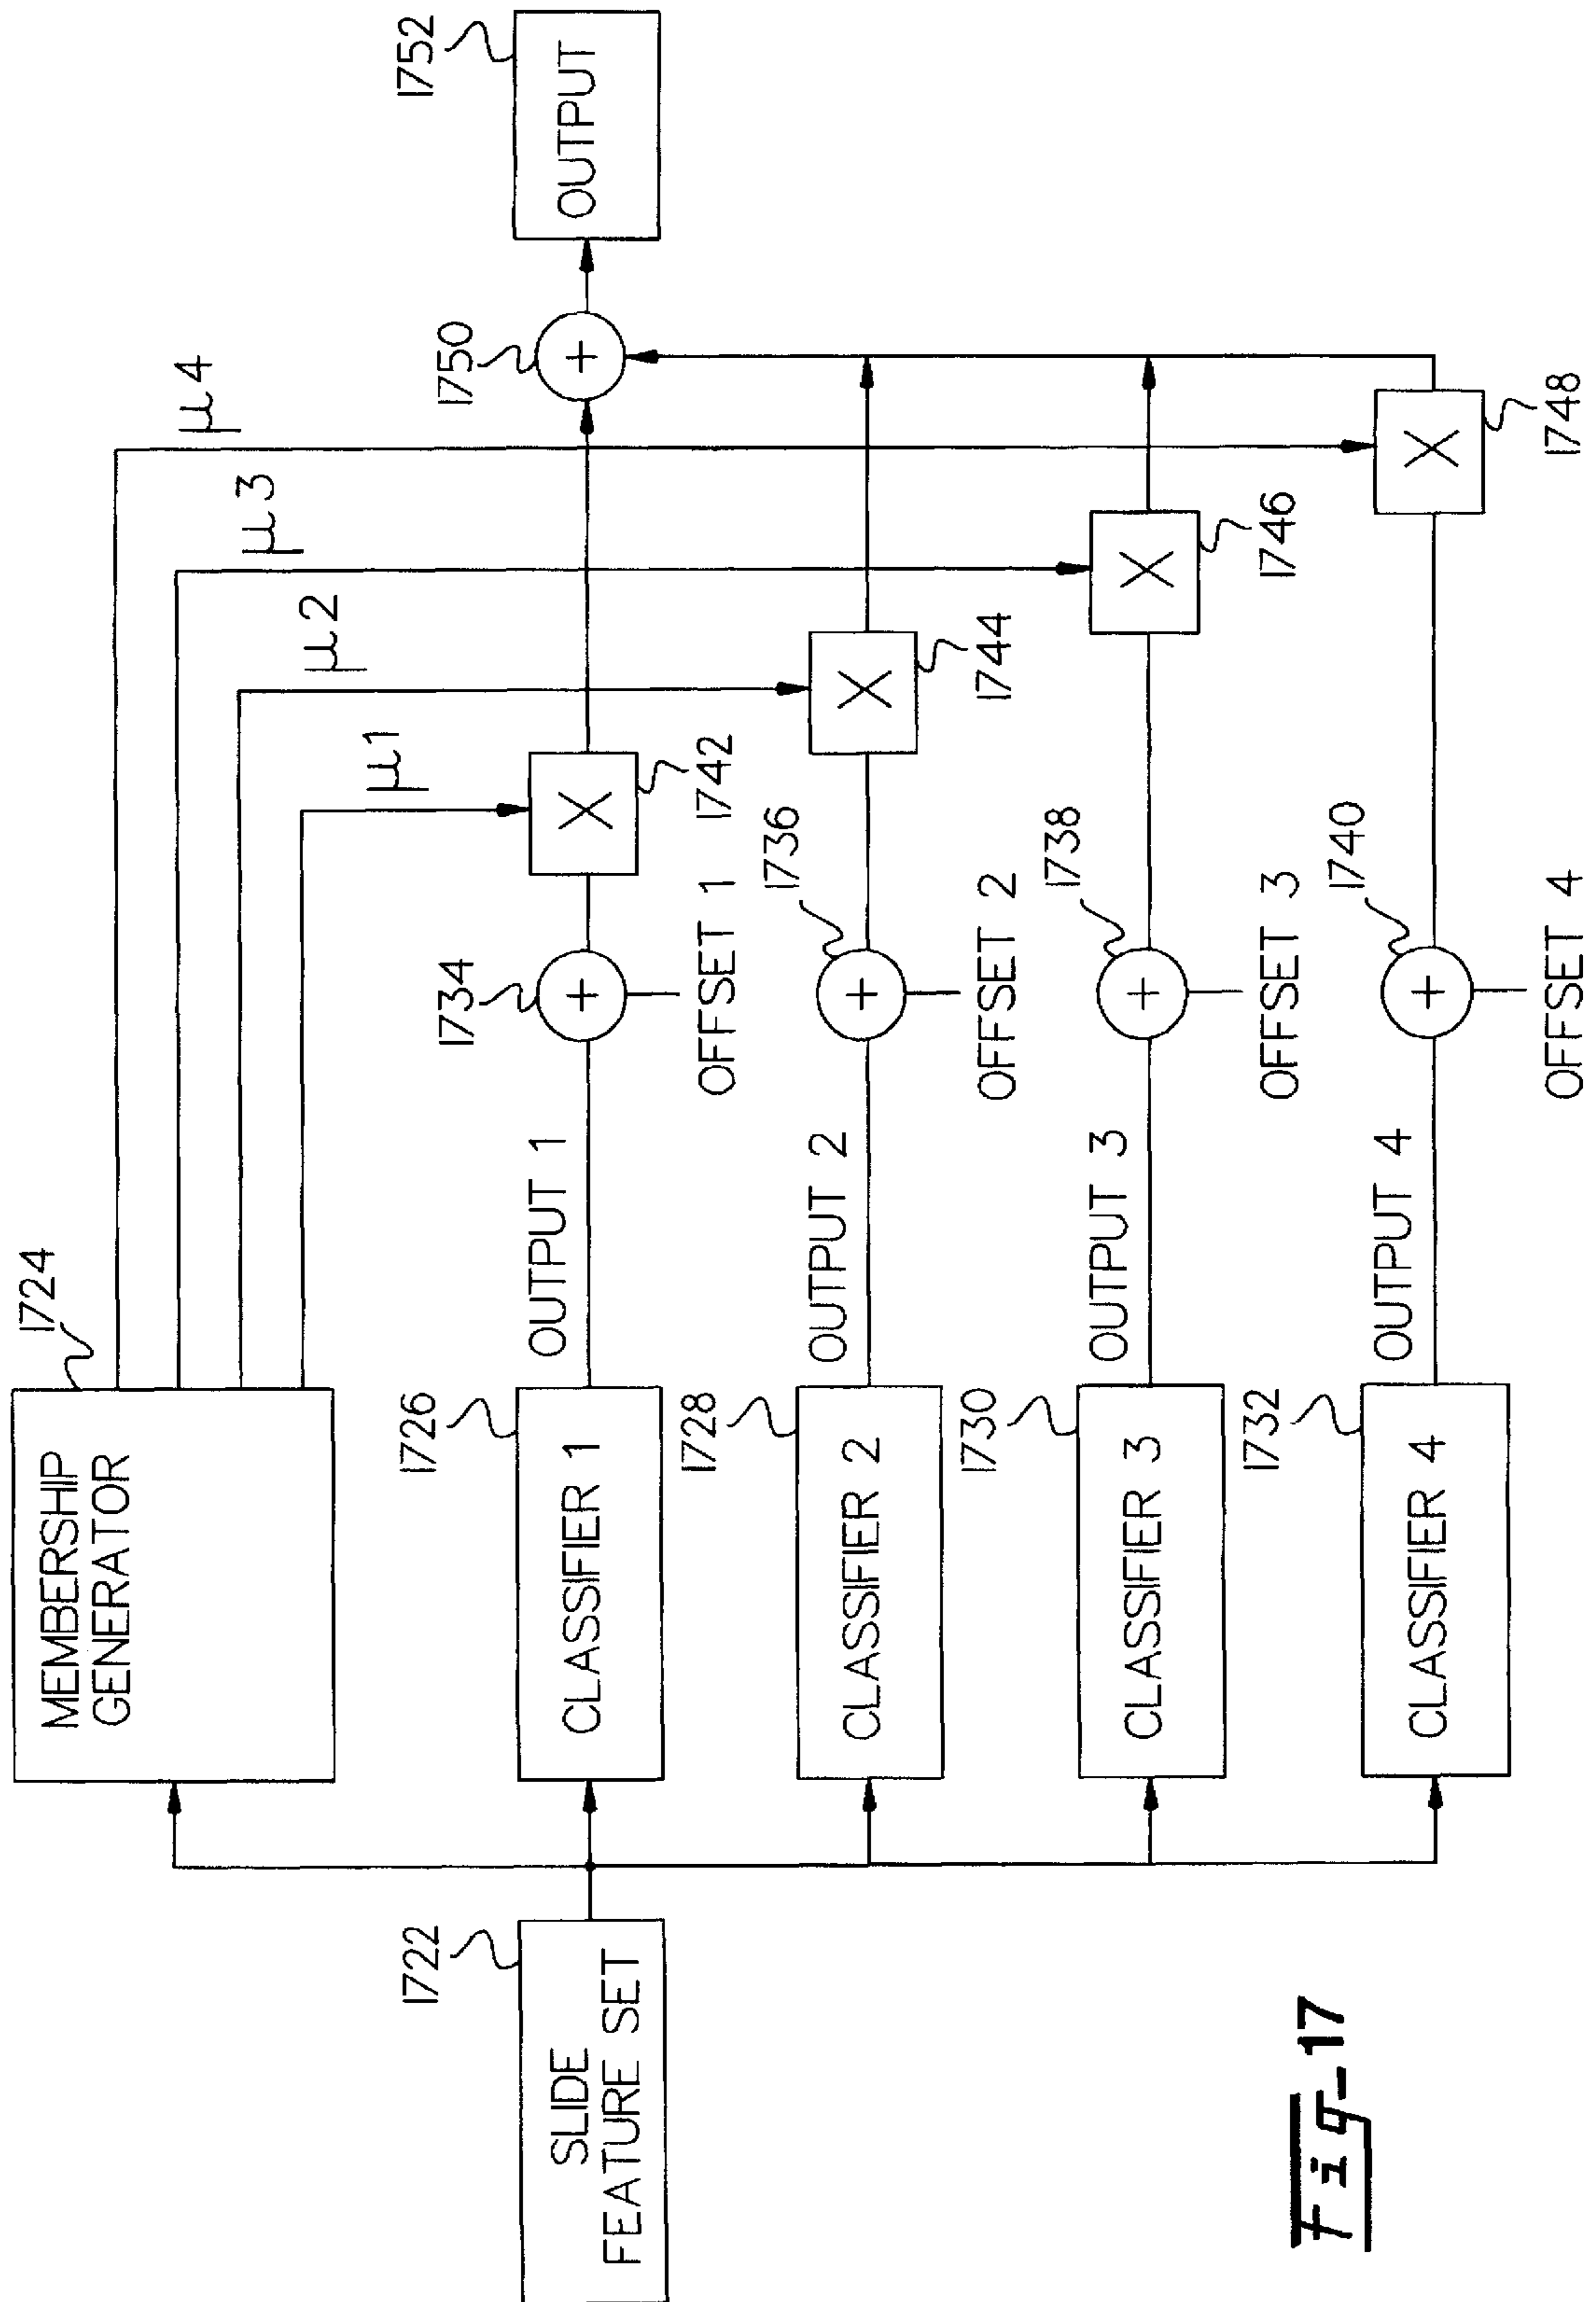 1724
MEMBERSHIP
GENERATOR
μ4
μ3
μ2
μ1
1722
SLIDE
FEATURE SET
1726
CLASSIFIER 1
OUTPUT 1
1734
OFFSET 1
1742
1750
1752
OUTPUT
1728
CLASSIFIER 2
OUTPUT 2
1736
OFFSET 2
1744
1730
CLASSIFIER 3
OUTPUT 3
1738
OFFSET 3
1746
1732
CLASSIFIER 4
OUTPUT 4
1740
OFFSET 4
1748
+
+
+
+
+
X
X
X
X
Fig-17